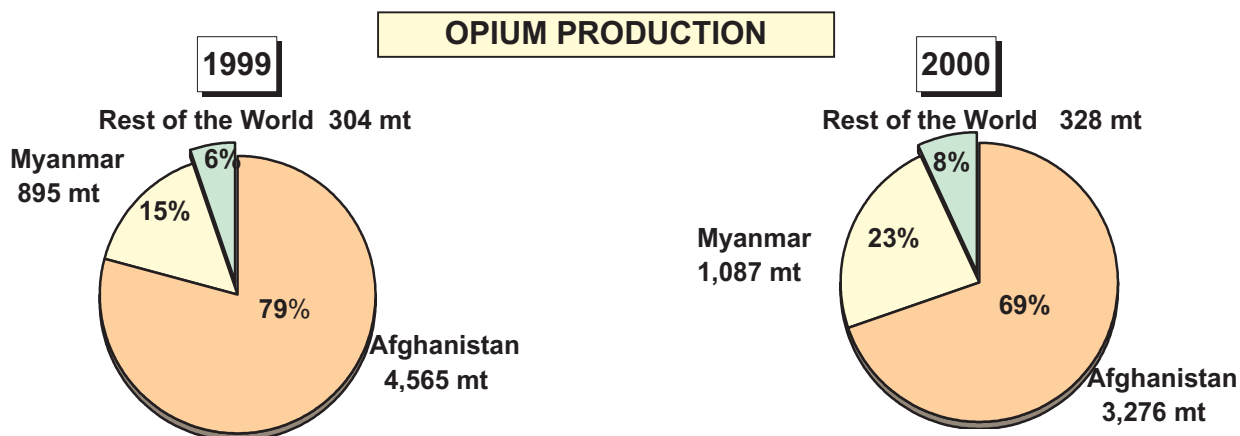 OPIUM PRODUCTION
1999
Rest of the World 304 mt
Myanmar
895 mt
6%
15%
79%
Afghanistan
4,565 mt
2000
Rest of the World 328 mt
Myanmar
1,087 mt
8%
23%
69%
Afghanistan
3,276 mt